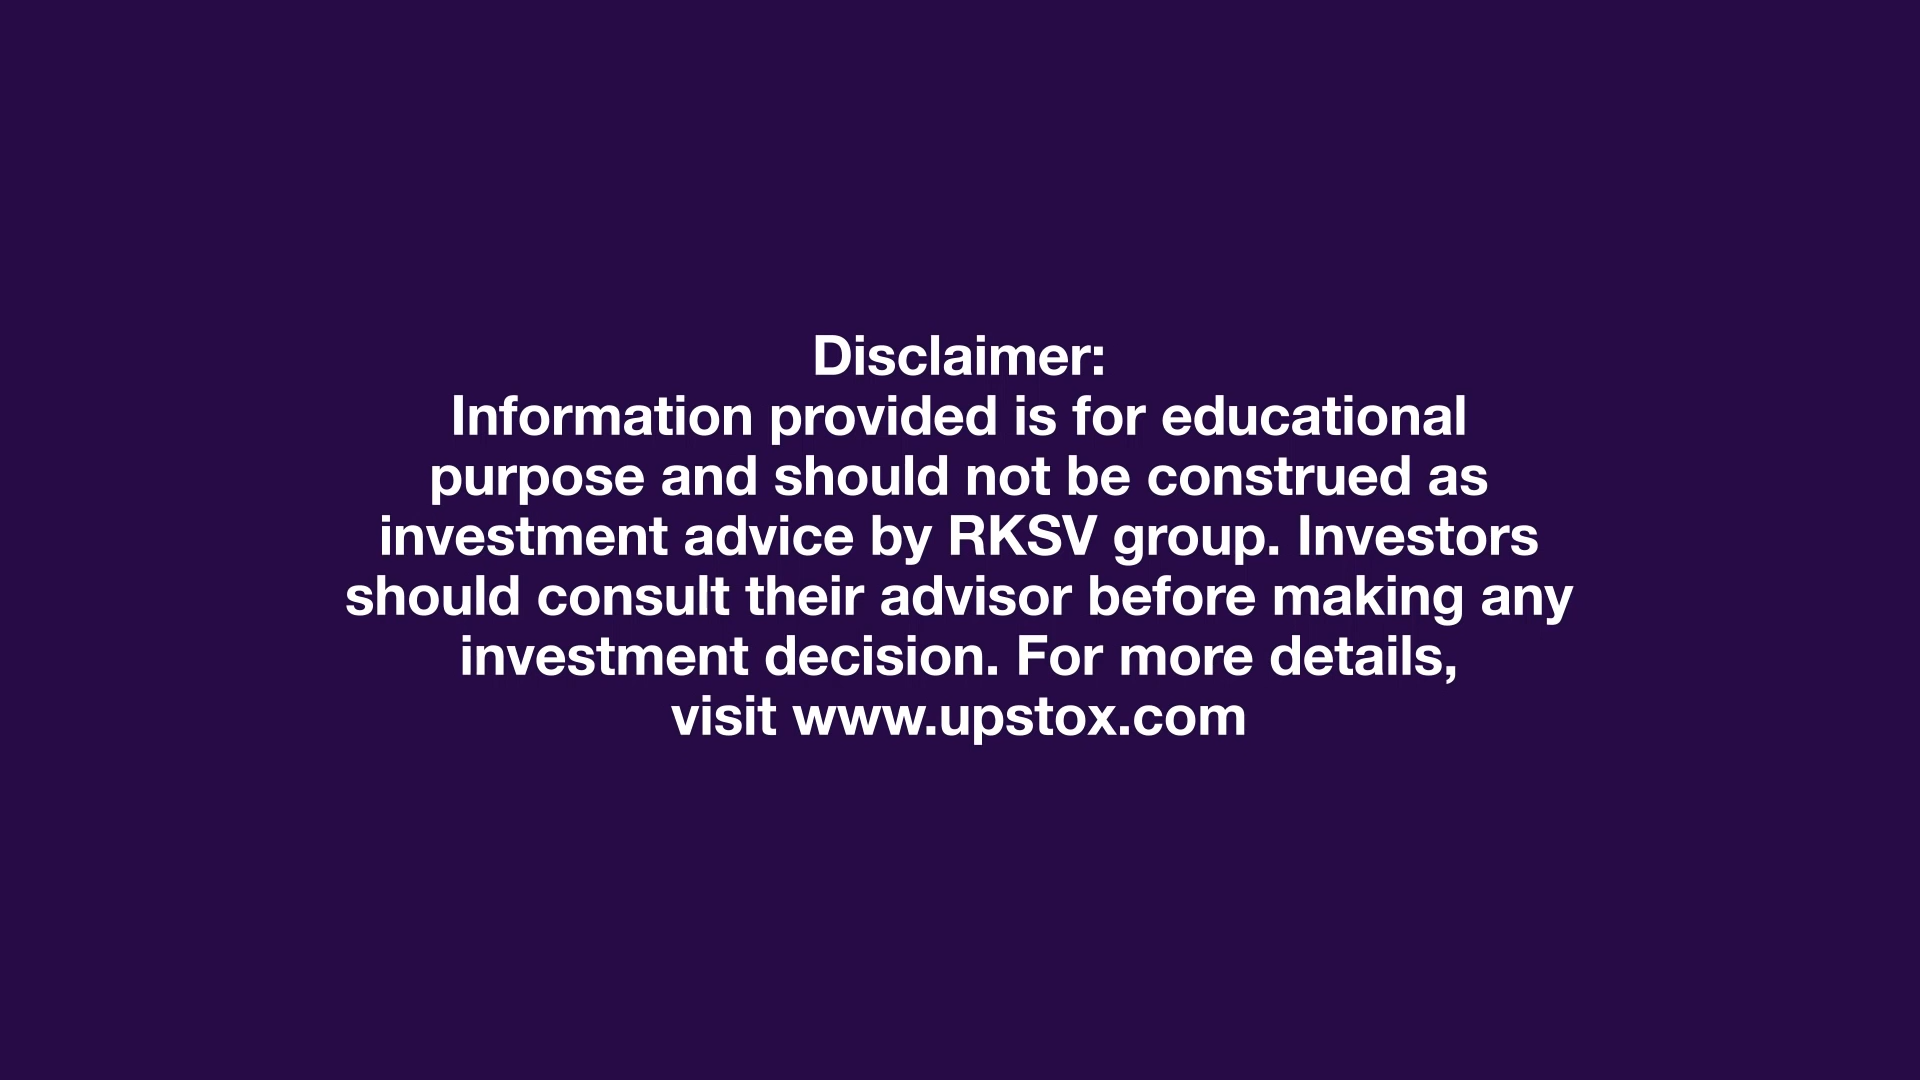 Disclaimer:
Information provided is for educational
purpose and should not be construed as
investment advice by RKSV group. Investors
should consult their advisor before making any
investment decision. For more details,
visit www.upstox.com